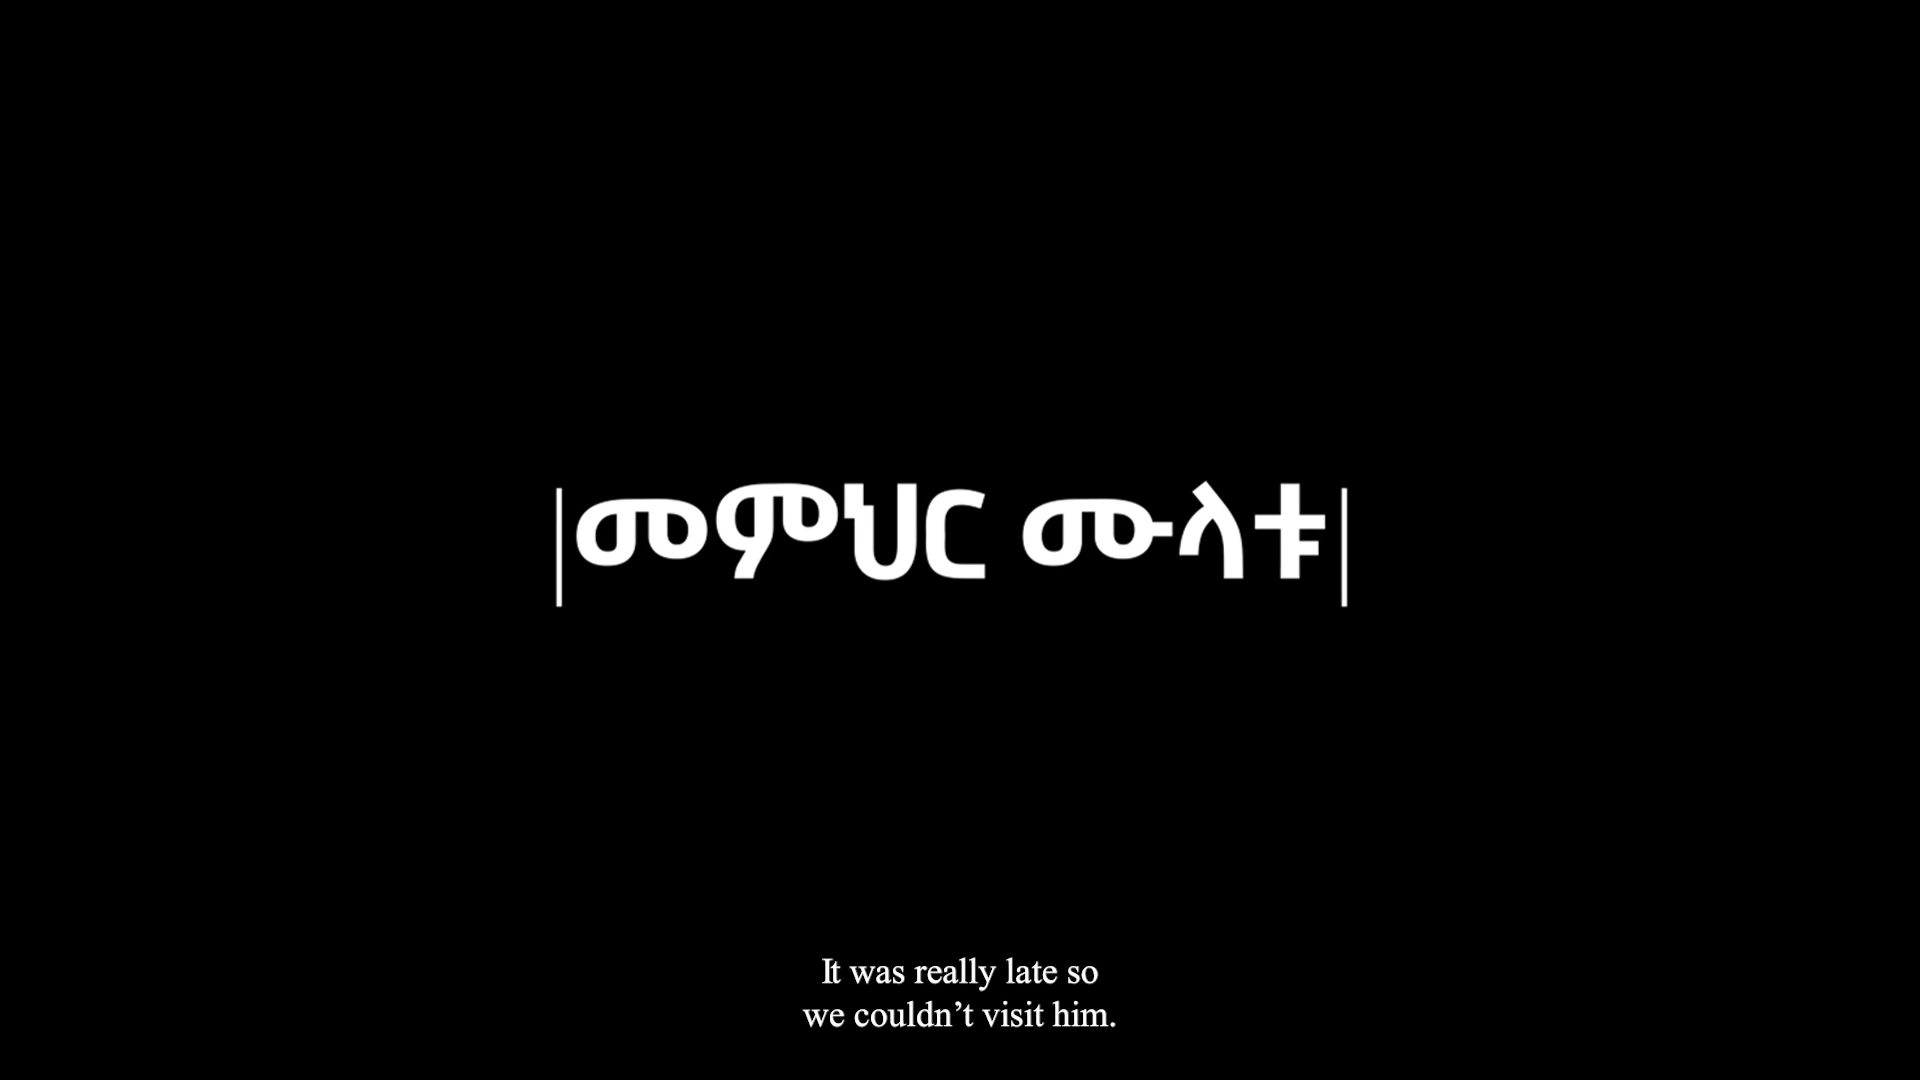 |መምህር ሙላቱ|
It was really late so
we couldn’t visit him.